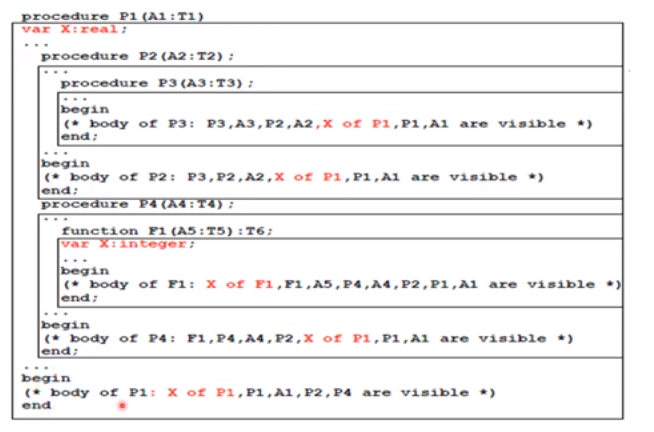 procedure P1(A1:T1)
var X:real;
...
procedure P2(A2:T2);
...
procedure P3(A3:T3);
...
begin
(* body of P3: P3,A3,P2,A2,X of P1,P1,A1 are visible *)
end;
...
begin
(* body of P2: P3,P2,A2,X of P1,P1,A1 are visible *)
end;
procedure P4(A4:T4);
...
function F1(A5:T5):T6;
var X:integer;
...
begin
(* body of F1: X of F1,F1,A5,P4,A4,P2,P1,A1 are visible *)
end;
...
begin
(* body of P4: F1,P4,A4,P2,X of P1,P1,A1 are visible *)
end;
...
begin
(* body of P1: X of P1,P1,A1,P2,P4 are visible *)
end